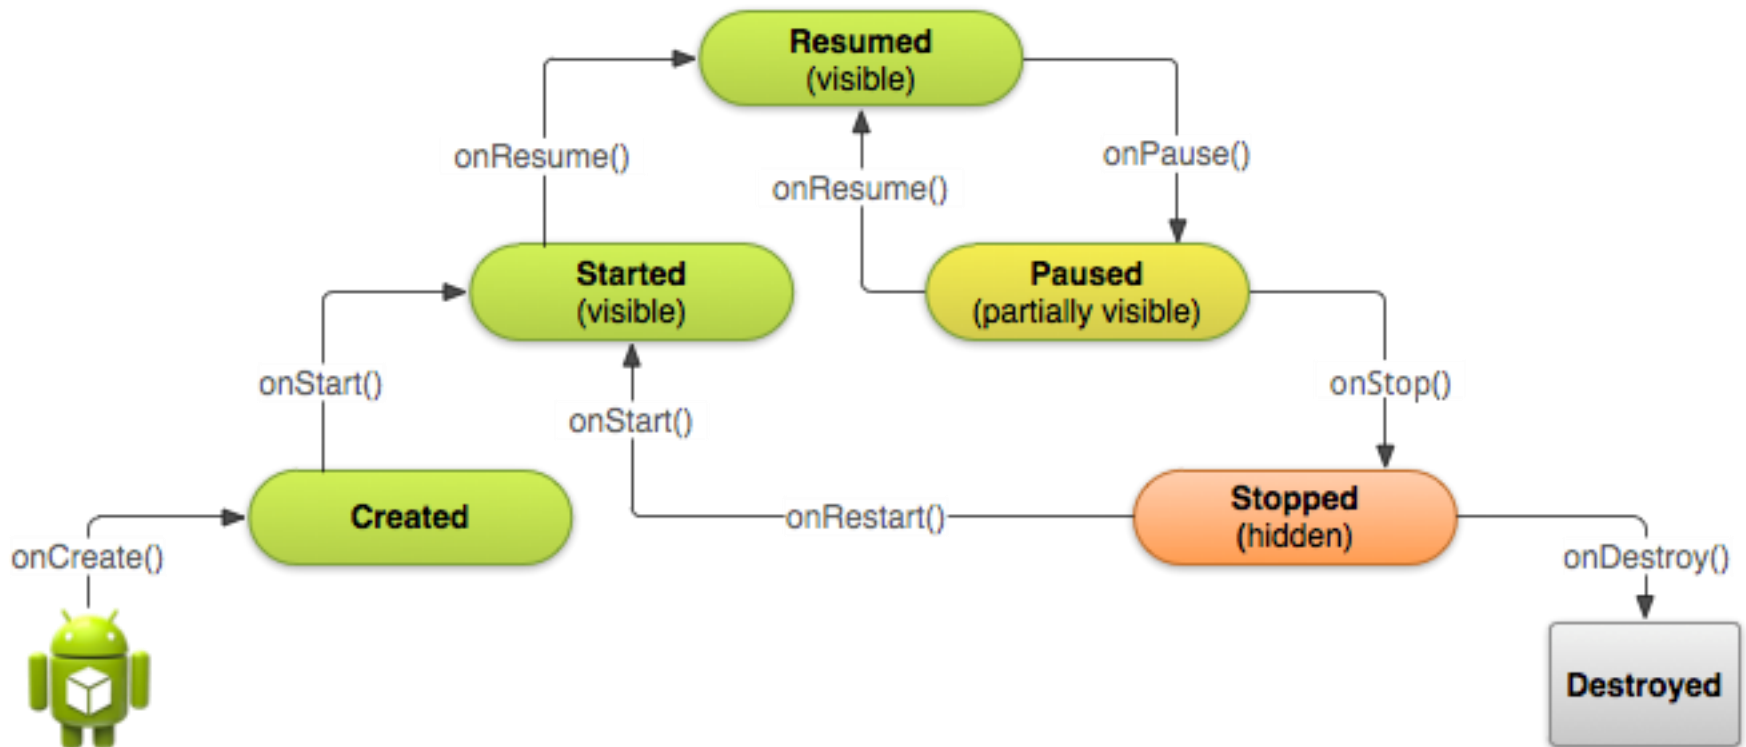 Resumed
(visible)
onResume()
onPause()
onResume()
Started
(visible)
Paused
(partially visible)
onStart()
onStop()
onStart()
Created
onRestart()
Stopped
(hidden)
onCreate()
onDestroy()
Destroyed